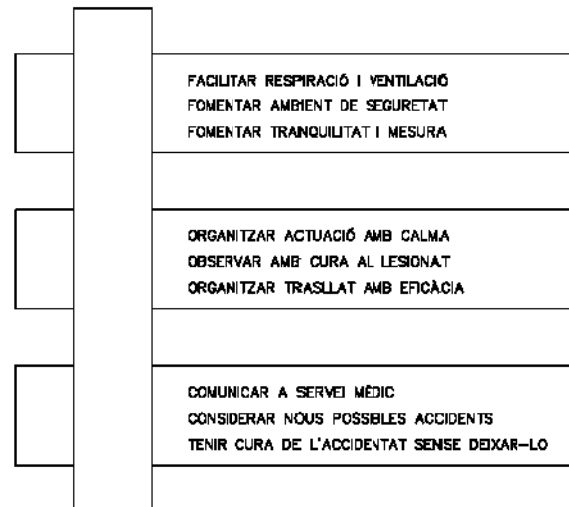 FACILITAR RESPIRACIÓ I VENTILACIÓ
FOMENTAR AMBIENT DE SEGURETAT
FOMENTAR TRANQUILITAT I MESURA
ORGANITZAR ACTUACIÓ AMB CALMA
OBSERVAR AMB CURA AL LESIONAT
ORGANITZAR TRASLLAT AMB EFICÀCIA
COMUNICAR A SERVEI MÈDIC
CONSIDERAR NOUS POSSBLES ACCIDENTS
TENIR CURA DE L'ACCIDENTAT SENSE DEIXAR-LO